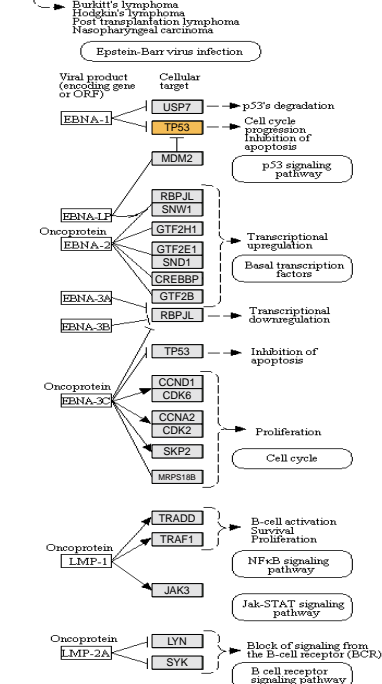 Burkitt's lymphoma
Hodgkin's lymphoma
Post transplantation lymphoma
Nasopharyngeal carcinoma
Epstein-Barr virus infection
Viral product
(encoding gene
or ORF)
Cellular
target
EBNA-1
USP7
p53's degradation
TP53
Cell cycle
progression
Inhibition of
apoptosis
MDM2
p53 signaling
pathway
EBNA-LP
Oncoprotein
EBNA-2
RBPJL
SNW1
GTF2H1
GTF2E1
SND1
CREBBP
GTF2B
Transcriptional
upregulation
Basal transcription
factors
EBNA-3A
EBNA-3B
RBPJL
Transcriptional
downregulation
TP53
Inhibition of
apoptosis
Oncoprotein
EBNA-3C
CCND1
CDK6
CCNA2
CDK2
SKP2
MRPS18B
Proliferation
Cell cycle
Oncoprotein
LMP-1
TRADD
TRAF1
JAK3
B-cell activation
Survival
Proliferation
NFκB signaling
pathway
Jak-STAT signaling
pathway
Oncoprotein
LMP-2A
LYN
SYK
Block of signaling from
the B-cell receptor (BCR)
B cell receptor
signaling pathway